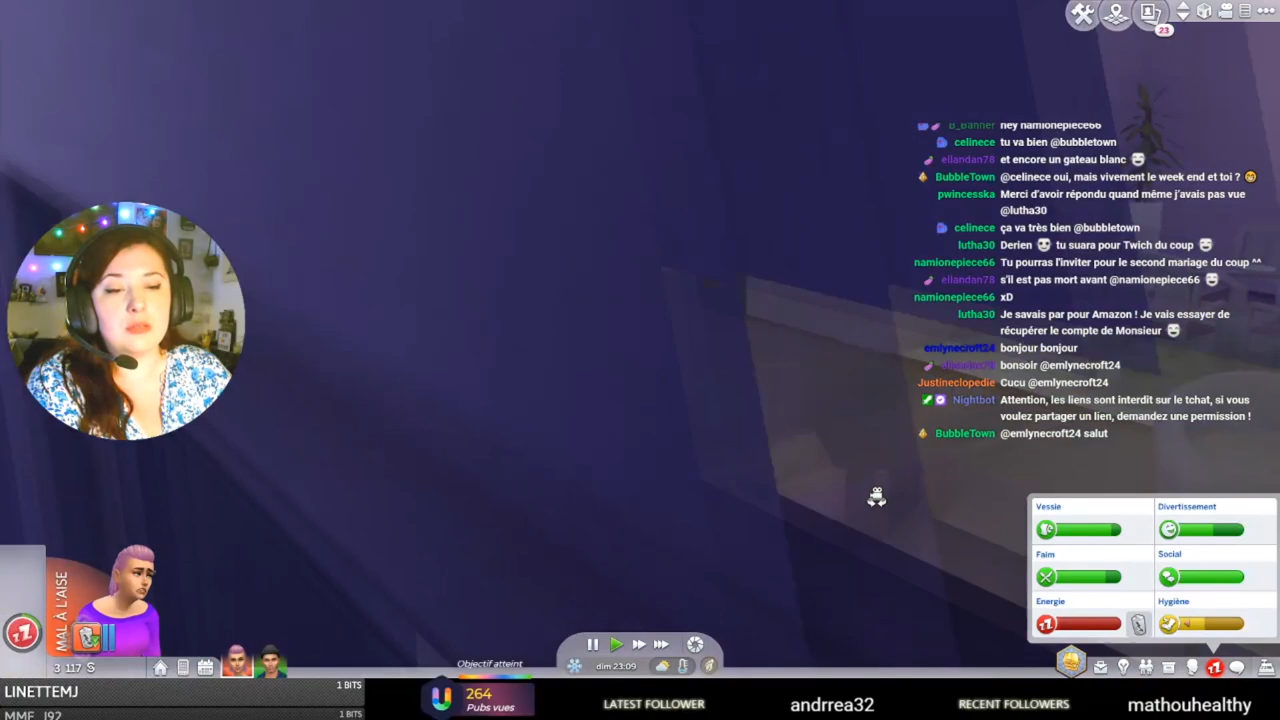 23
B_Banner hey namionepiece66
celinece tu va bien @bubbletown
ellandan78 et encore un gateau blanc
BubbleTown @celinece oui, mais vivement le week end et toi ?
pwincesska Merci d'avoir répondu quand même j'avais pas vue
@lutha30
celinece ça va très bien @bubbletown
lutha30 Derien tu suara pour Twich du coup
namionepiece66 Tu pourras l'inviter pour le second mariage du coup ^^
ellandan78 s'il est pas mort avant @namionepiece66
namionepiece66 xD
lutha30 Je savais par pour Amazon ! Je vais essayer de
récupérer le compte de Monsieur
emlynecroft24 bonjour bonjour
ellandan78 bonsoir @emlynecroft24
Justineclopedie Cucu @emlynecroft24
Nightbot Attention, les liens sont interdit sur le tchat, si vous
voulez partager un lien, demandez une permission !
BubbleTown @emlynecroft24 salut
Vessie Divertissement
Faim Social
Energie Hygiène
MAL À L'AISE
3 117 S
Objectif atteint
dim 23:09
LINETTEMJ 1 BITS
MME_J92 1 BITS
264
Pubs vues
LATEST FOLLOWER andrrea32 RECENT FOLLOWERS mathouhealthy